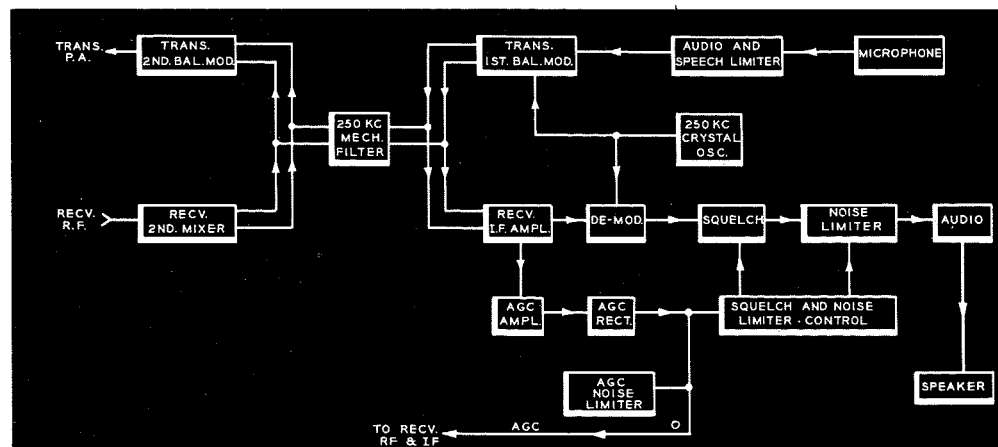 TRANS.
P.A.
TRANS.
2ND. BAL. MOD.
250 KC
MECH.
FILTER
TRANS.
1ST. BAL. MOD.
AUDIO AND
SPEECH LIMITER
MICROPHONE
250 KC
CRYSTAL
OSC.
RECV.
R.F.
RECV.
2ND. MIXER
RECV.
I.F. AMPL.
DE-MOD.
SQUELCH
NOISE
LIMITER
AUDIO
AGC
AMPL.
AGC
RECT.
SQUELCH AND NOISE
LIMITER - CONTROL
AGC
NOISE
LIMITER
SPEAKER
TO RECV.
RF & IF
AGC